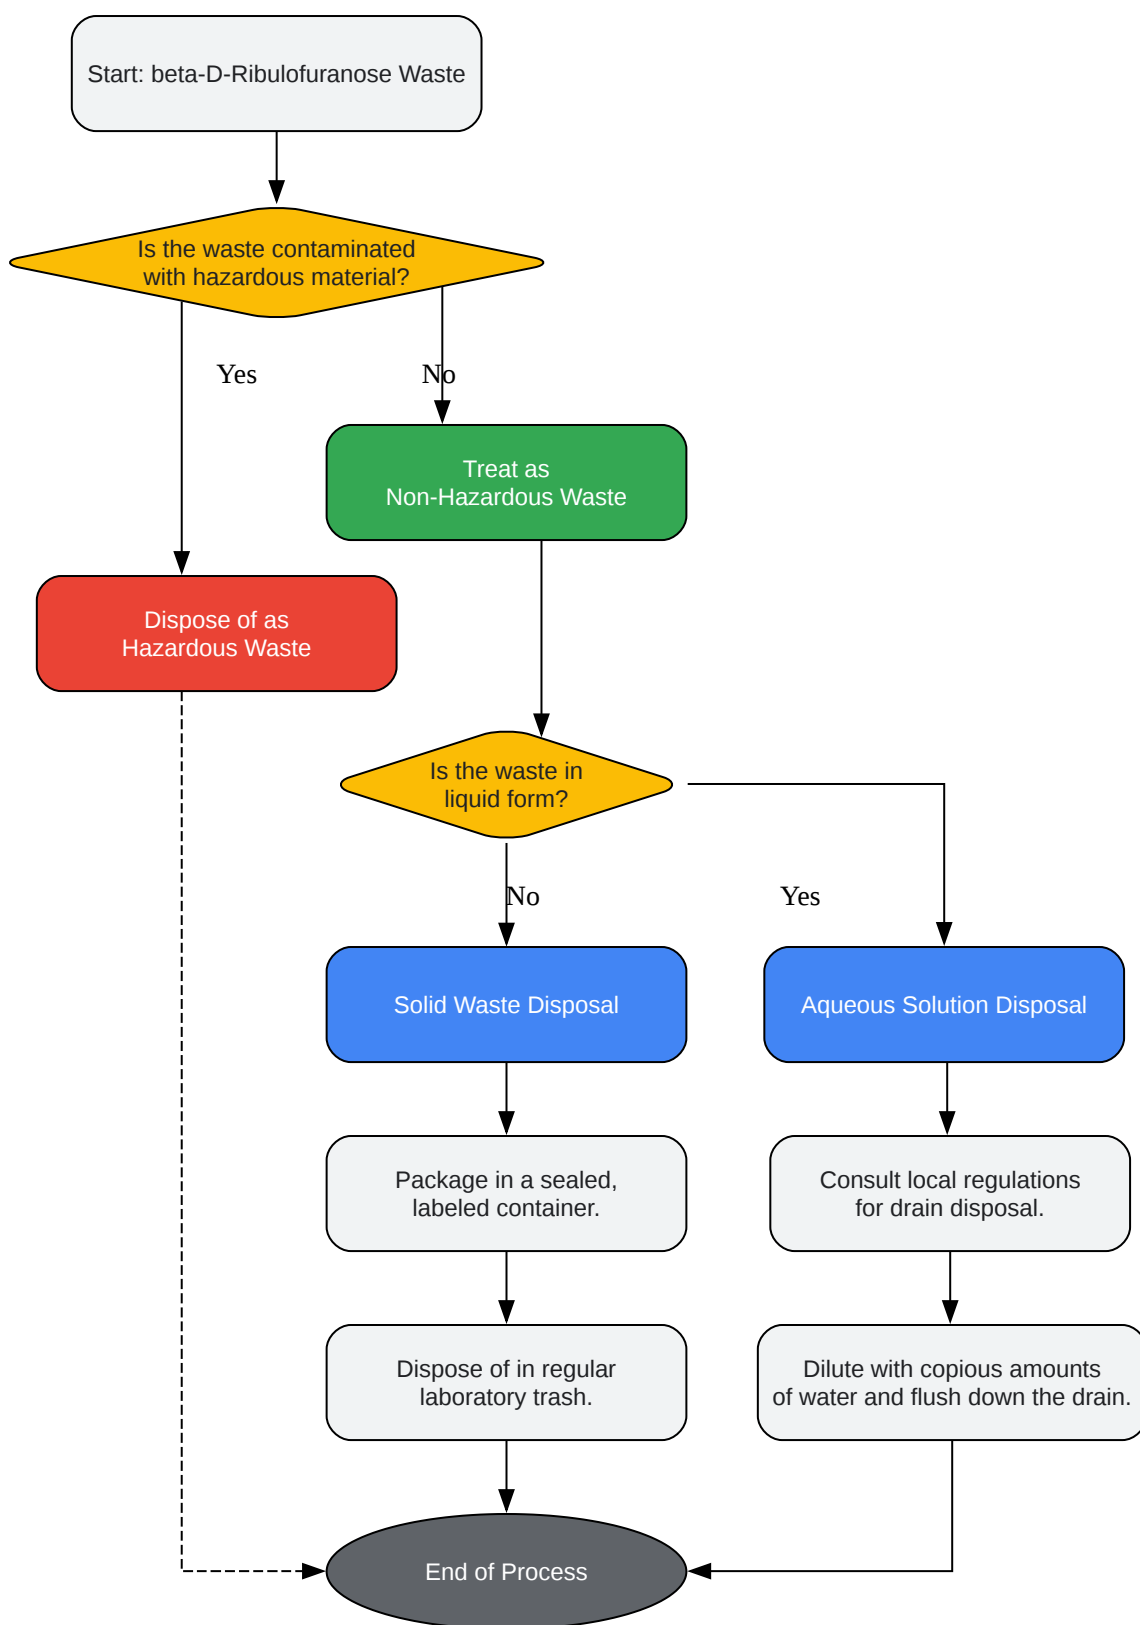 Start: beta-D-Ribulofuranose Waste
Is the waste contaminated
with hazardous material?
Yes
No
Treat as
Non-Hazardous Waste
Dispose of as
Hazardous Waste
Is the waste in
liquid form?
No
Yes
Solid Waste Disposal
Aqueous Solution Disposal
Package in a sealed,
labeled container.
Consult local regulations
for drain disposal.
Dispose of in regular
laboratory trash.
Dilute with copious amounts
of water and flush down the drain.
End of Process